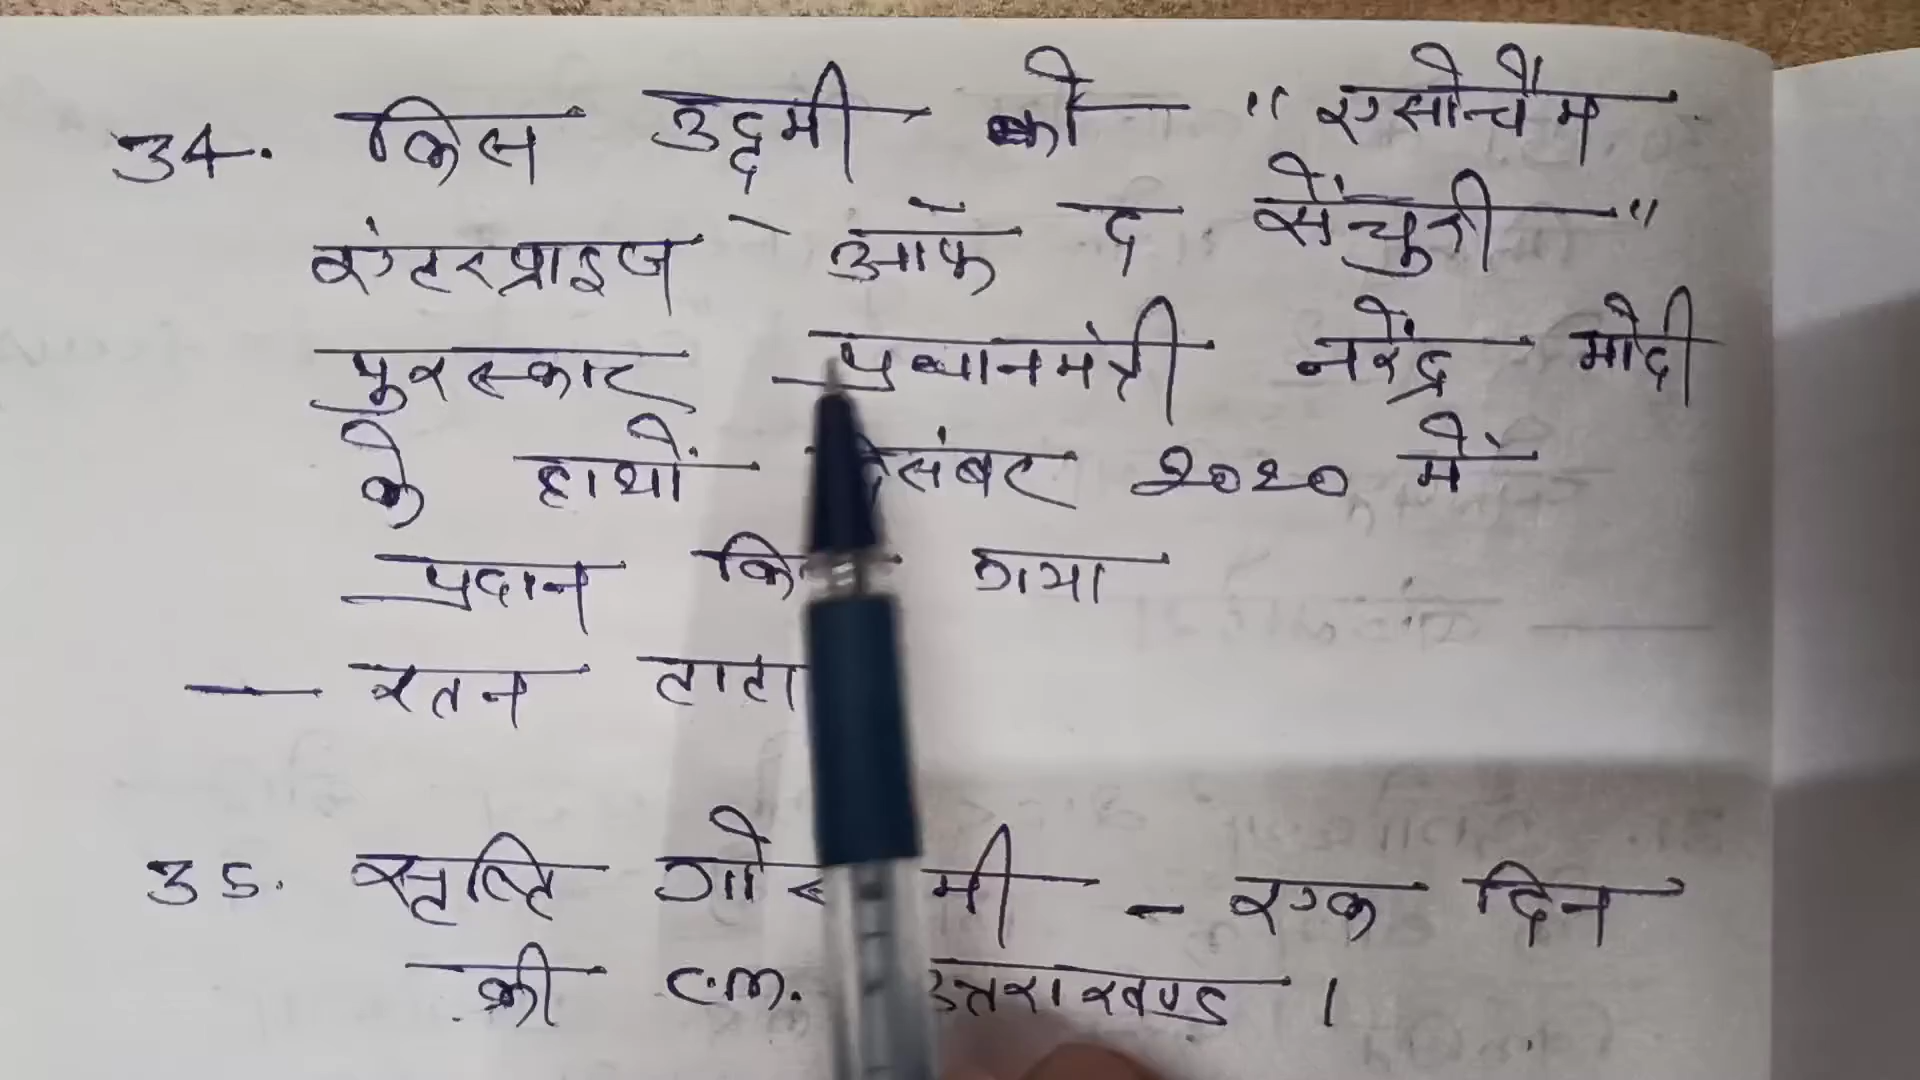 34. किस उद्दमी को "एसोचैम
एंटरप्राइज ऑफ द सेंचुरी"
पुरस्कार प्रधानमंत्री नरेंद्र मोदी
के हाथों दिसंबर 2020 में
प्रदान गया
— रतन टाटा
35. सृष्टि गोस्वामी - एक दिन
की C.M. उत्तराखण्ड ।